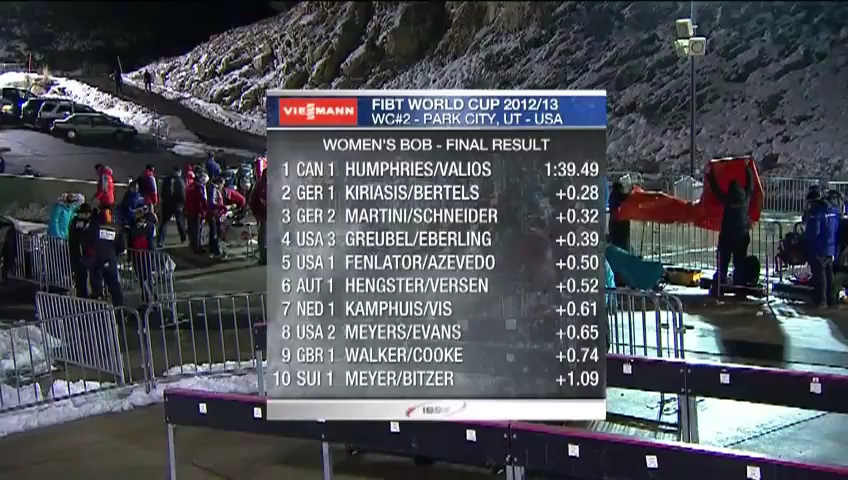 VIESSMANN
FIBT WORLD CUP 2012/13
WC#2 - PARK CITY, UT - USA
WOMEN'S BOB - FINAL RESULT
1 CAN 1 HUMPHRIES/VALIOS 1:39.49
2 GER 1 KIRIASIS/BERTELS +0.28
3 GER 2 MARTINI/SCHNEIDER +0.32
4 USA 3 GREUBEL/EBERLING +0.39
5 USA 1 FENLATOR/AZEVEDO +0.50
6 AUT 1 HENGSTER/VERSEN +0.52
7 NED 1 KAMPHUIS/VIS +0.61
8 USA 2 MEYERS/EVANS +0.65
9 GBR 1 WALKER/COOKE +0.74
10 SUI 1 MEYER/BITZER +1.09